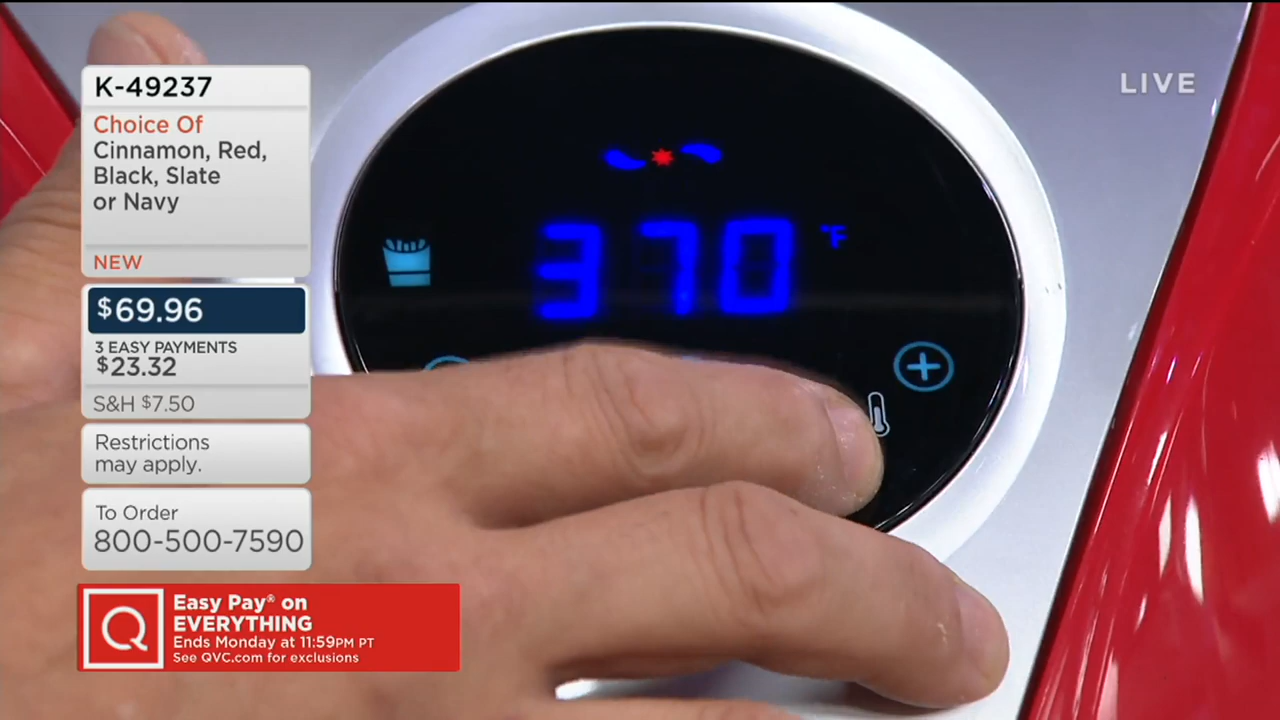 K-49237
Choice Of
Cinnamon, Red,
Black, Slate
or Navy
NEW
$69.96
3 EASY PAYMENTS
$23.32
S&H $7.50
Restrictions
may apply.
To Order
800-500-7590
Q
Easy Pay® on
EVERYTHING
Ends Monday at 11:59PM PT
See QVC.com for exclusions
LIVE
370 °F